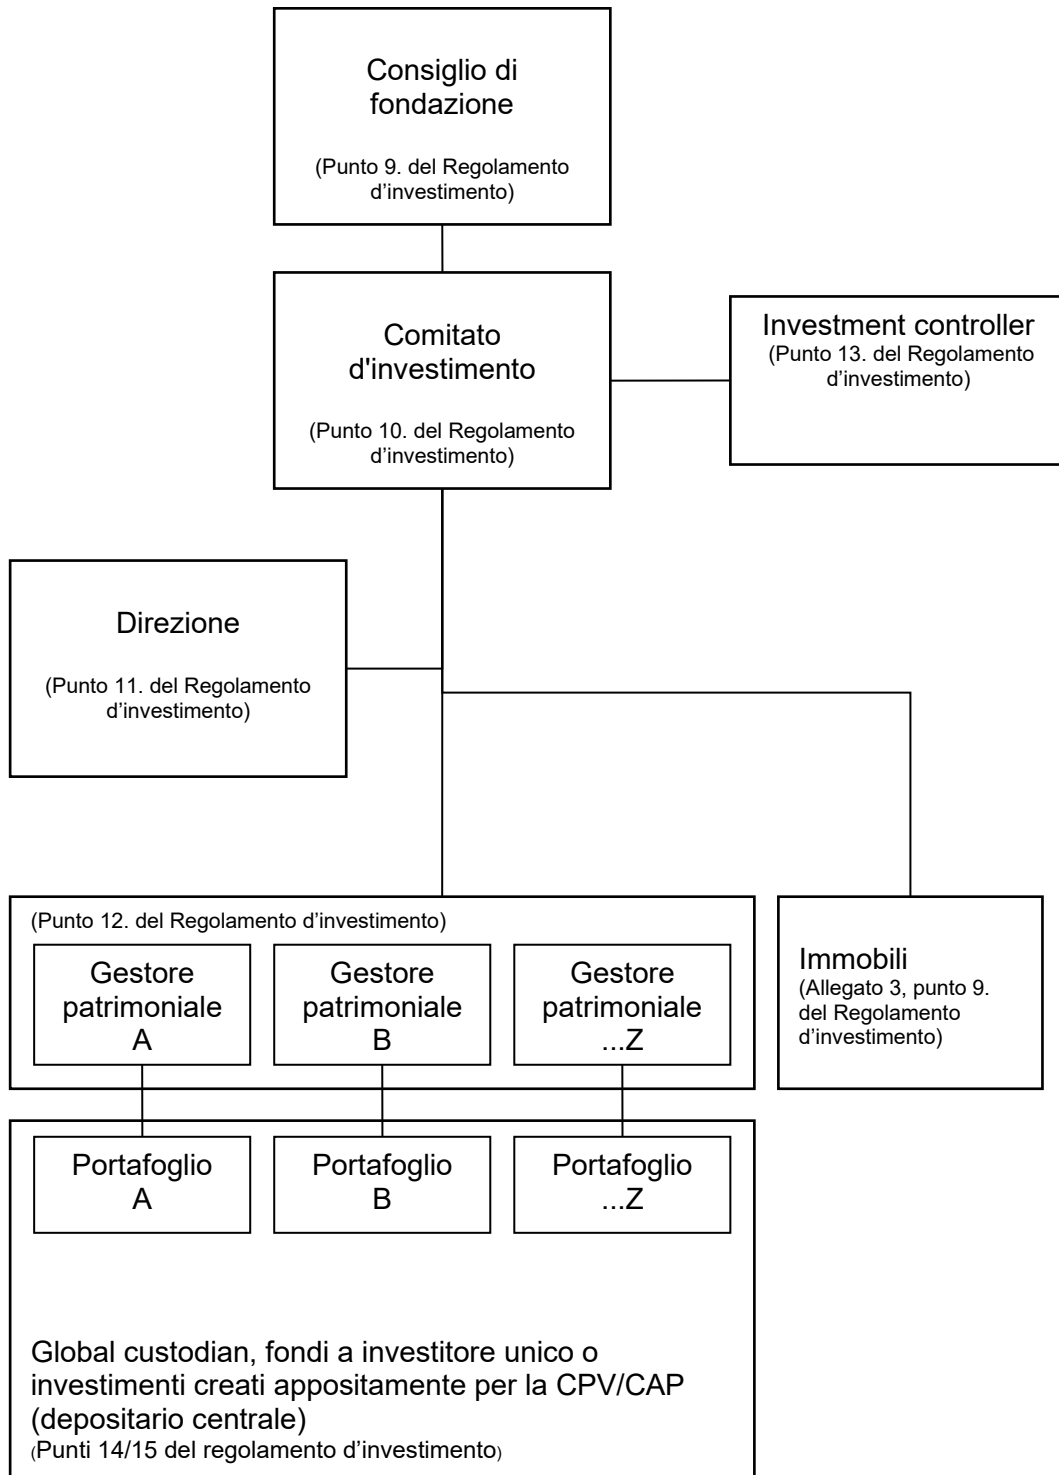 Consiglio di
fondazione
(Punto 9. del Regolamento
d’investimento)
Comitato
d'investimento
(Punto 10. del Regolamento
d’investimento)
Investment controller
(Punto 13. del Regolamento
d’investimento)
Direzione
(Punto 11. del Regolamento
d’investimento)
(Punto 12. del Regolamento d’investimento)
Gestore
patrimoniale
A
Gestore
patrimoniale
B
Gestore
patrimoniale
...Z
Immobili
(Allegato 3, punto 9.
del Regolamento
d’investimento)
Portafoglio
A
Portafoglio
B
Portafoglio
...Z
Global custodian, fondi a investitore unico o
investimenti creati appositamente per la CPV/CAP
(depositario centrale)
(Punti 14/15 del regolamento d’investimento)